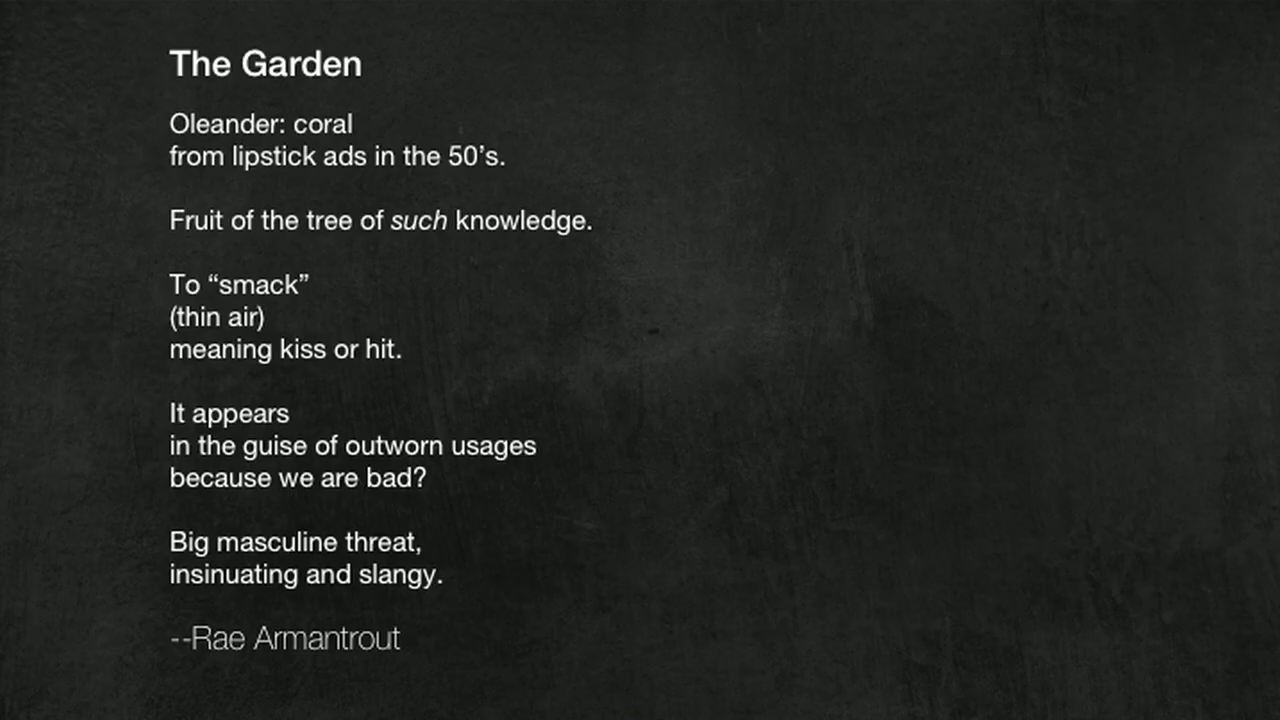 The Garden
Oleander: coral
from lipstick ads in the 50’s.
Fruit of the tree of such knowledge.
To “smack”
(thin air)
meaning kiss or hit.
It appears
in the guise of outworn usages
because we are bad?
Big masculine threat,
insinuating and slangy.
--Rae Armantrout